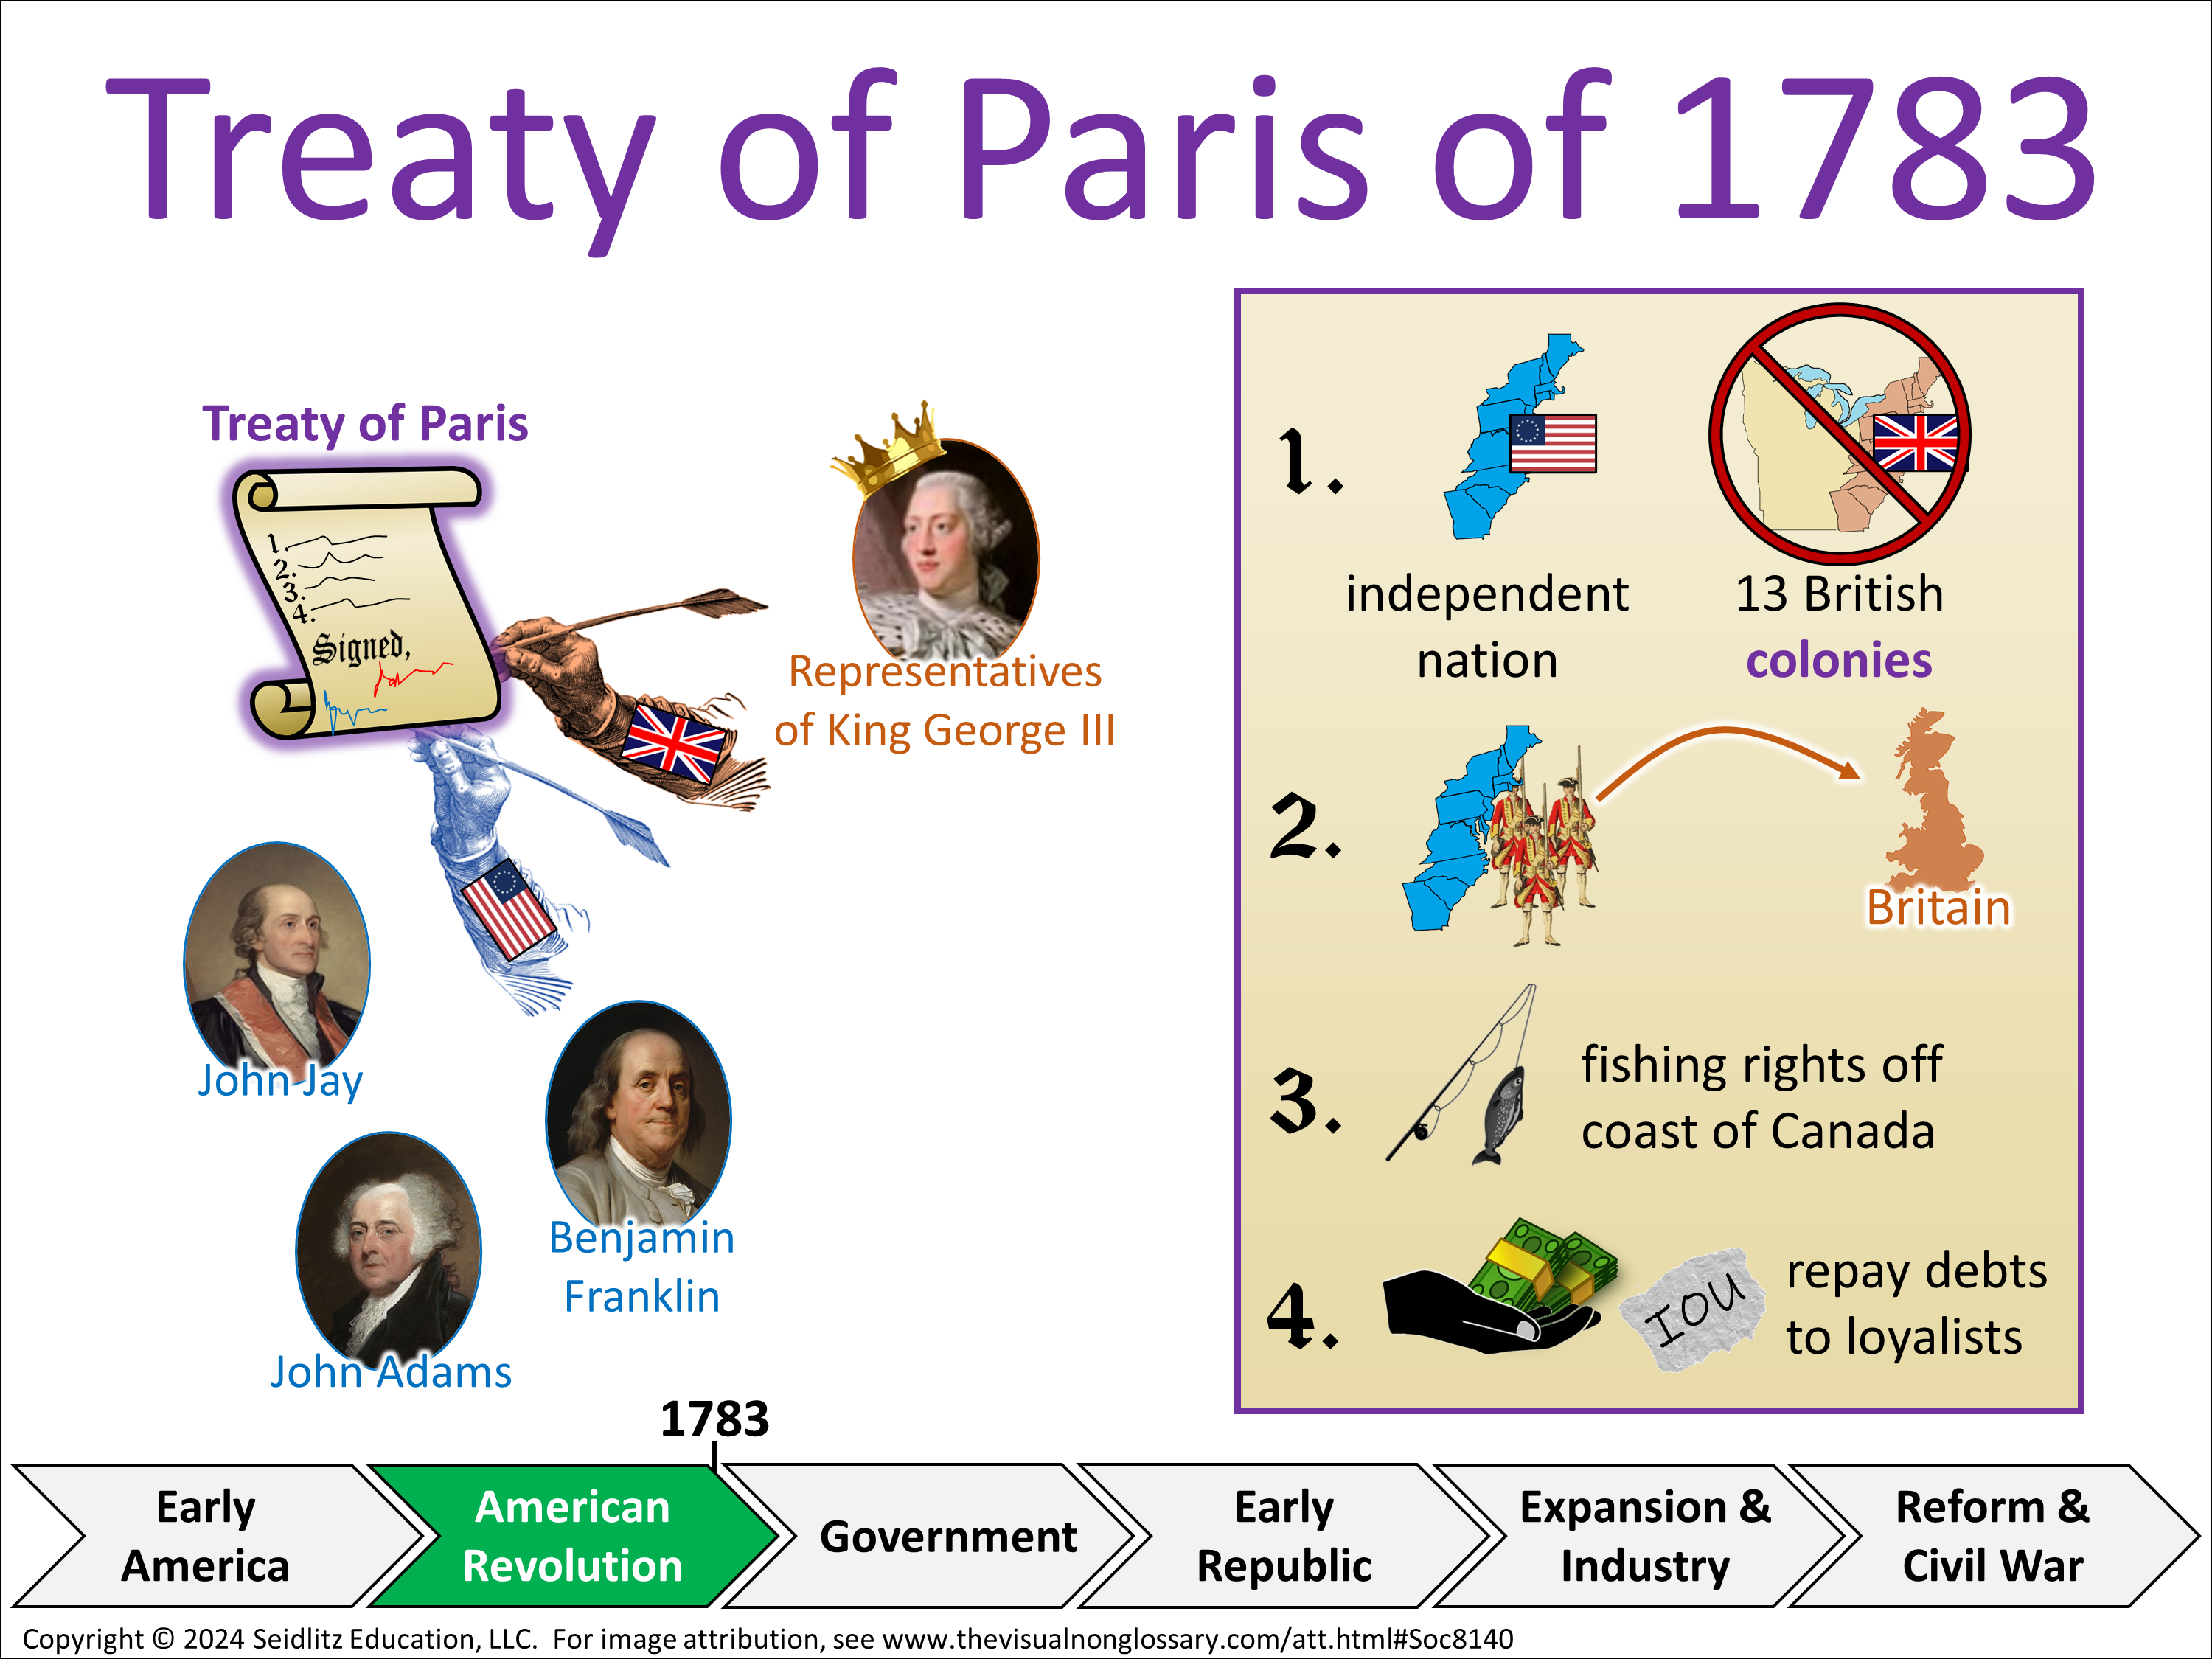 Treaty of Paris of 1783
Treaty of Paris
1.
2.
3.
4.
Signed,
Representatives
of King George III
John Jay
Benjamin
Franklin
John Adams
1.
independent
nation
13 British
colonies
2.
Britain
3.
fishing rights off
coast of Canada
4.
IOU
repay debts
to loyalists
1783
Early
America
American
Revolution
Government
Early
Republic
Expansion &
Industry
Reform &
Civil War
Copyright © 2024 Seidlitz Education, LLC.  For image attribution, see www.thevisualnonglossary.com/att.html#Soc8140